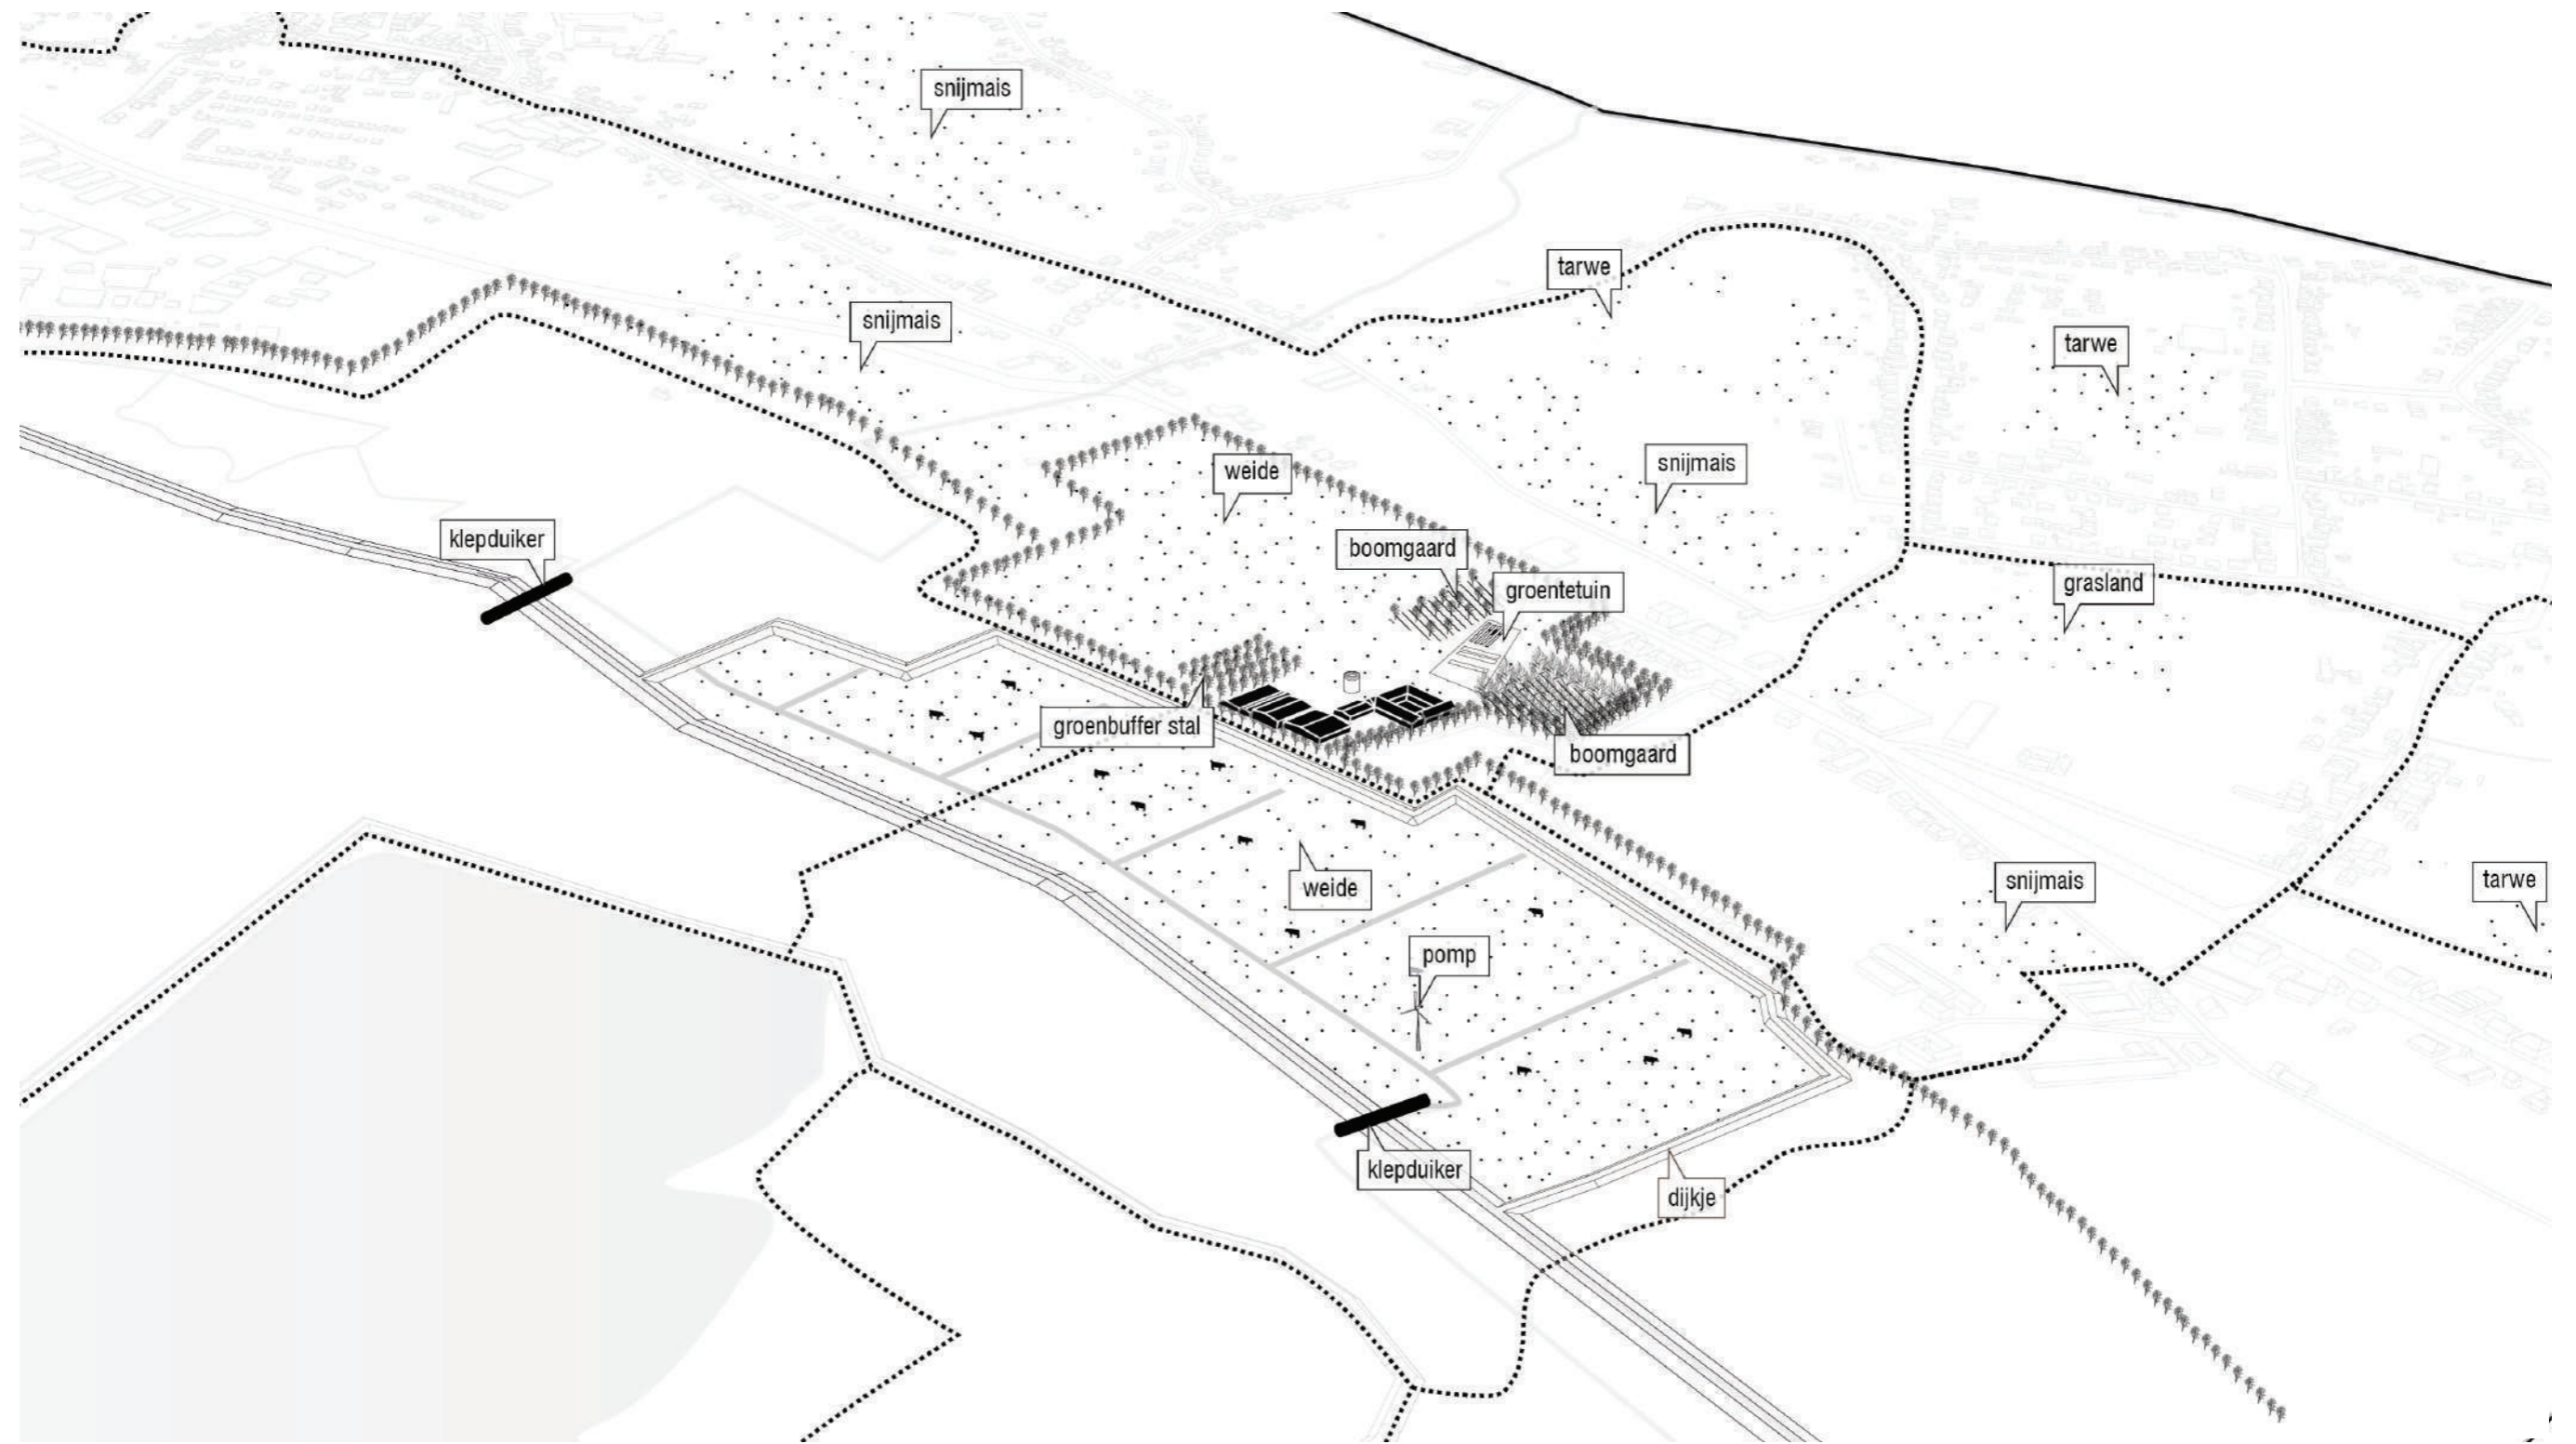 snijmais
tarwe
snijmais
tarwe
weide
snijmais
klepduiker
boomgaard
groentetuin
grasland
groenbuffer stal
boomgaard
weide
snijmais
tarwe
pomp
klepduiker
dijkje